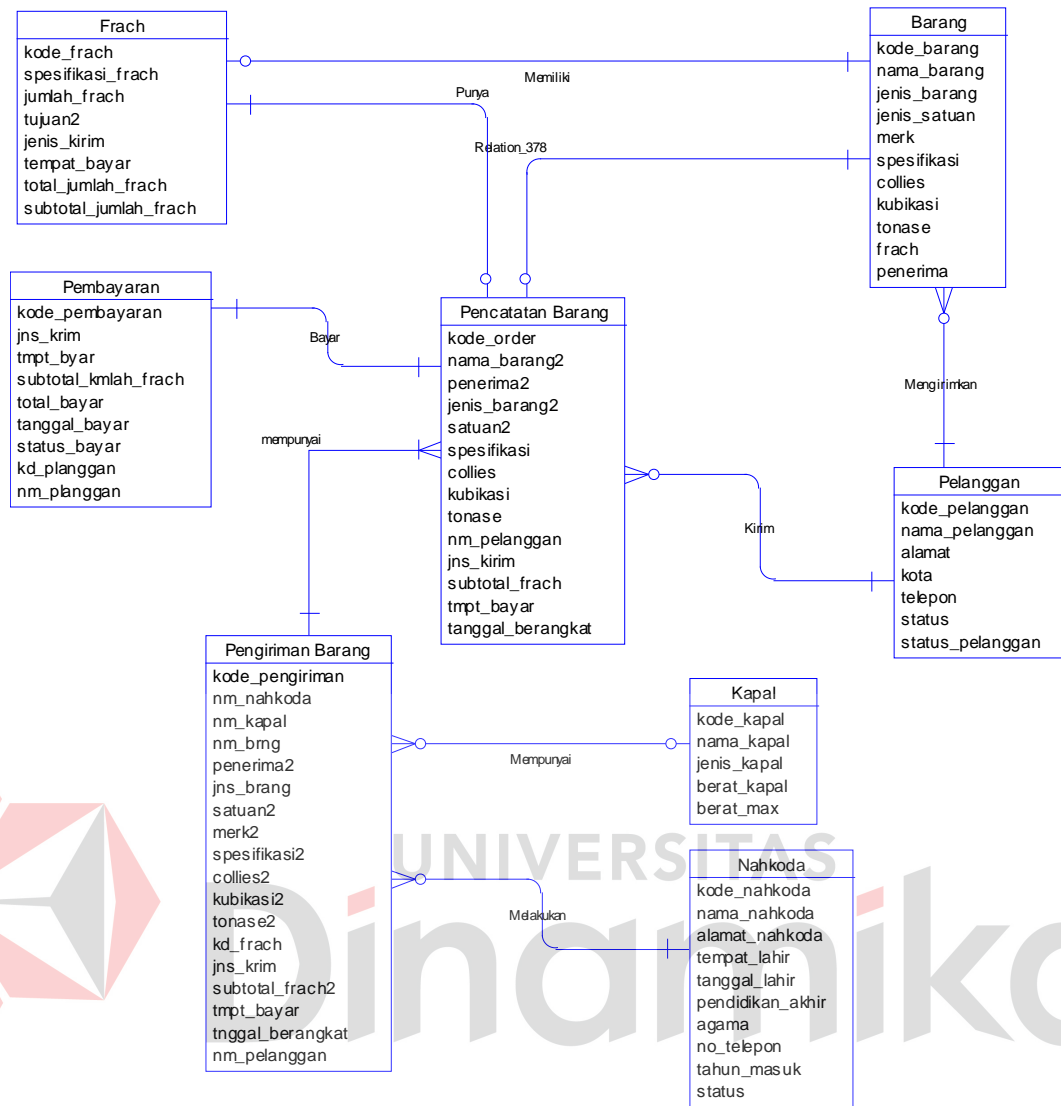 Frach
kode_frach
spesifikasi_frach
jumlah_frach
tujuan2
jenis_kirim
tempat_bayar
total_jumlah_frach
subtotal_jumlah_frach
Barang
kode_barang
nama_barang
jenis_barang
jenis_satuan
merk
spesifikasi
collies
kubikasi
tonase
frach
penerima
Memiliki
Punya
Relation_378
Pembayaran
kode_pembayaran
jns_krim
tmpt_byar
subtotal_kmlah_frach
total_bayar
tanggal_bayar
status_bayar
kd_planggan
nm_planggan
Bayar
Pencatatan Barang
kode_order
nama_barang2
penerima2
jenis_barang2
satuan2
spesifikasi
collies
kubikasi
tonase
nm_pelanggan
jns_kirim
subtotal_frach
tmpt_bayar
tanggal_berangkat
Mengirimkan
mempunyai
Kirim
Pelanggan
kode_pelanggan
nama_pelanggan
alamat
kota
telepon
status
status_pelanggan
Pengiriman Barang
kode_pengiriman
nm_nahkoda
nm_kapal
nm_brng
penerima2
jns_brang
satuan2
merk2
spesifikasi2
collies2
kubikasi2
tonase2
kd_frach
jns_krim
subtotal_frach2
tmpt_bayar
tnggal_berangkat
nm_pelanggan
Mempunyai
Kapal
kode_kapal
nama_kapal
jenis_kapal
berat_kapal
berat_max
Melakukan
Nahkoda
kode_nahkoda
nama_nahkoda
alamat_nahkoda
tempat_lahir
tanggal_lahir
pendidikan_akhir
agama
no_telepon
tahun_masuk
status
UNIVERSITAS
Dinamika